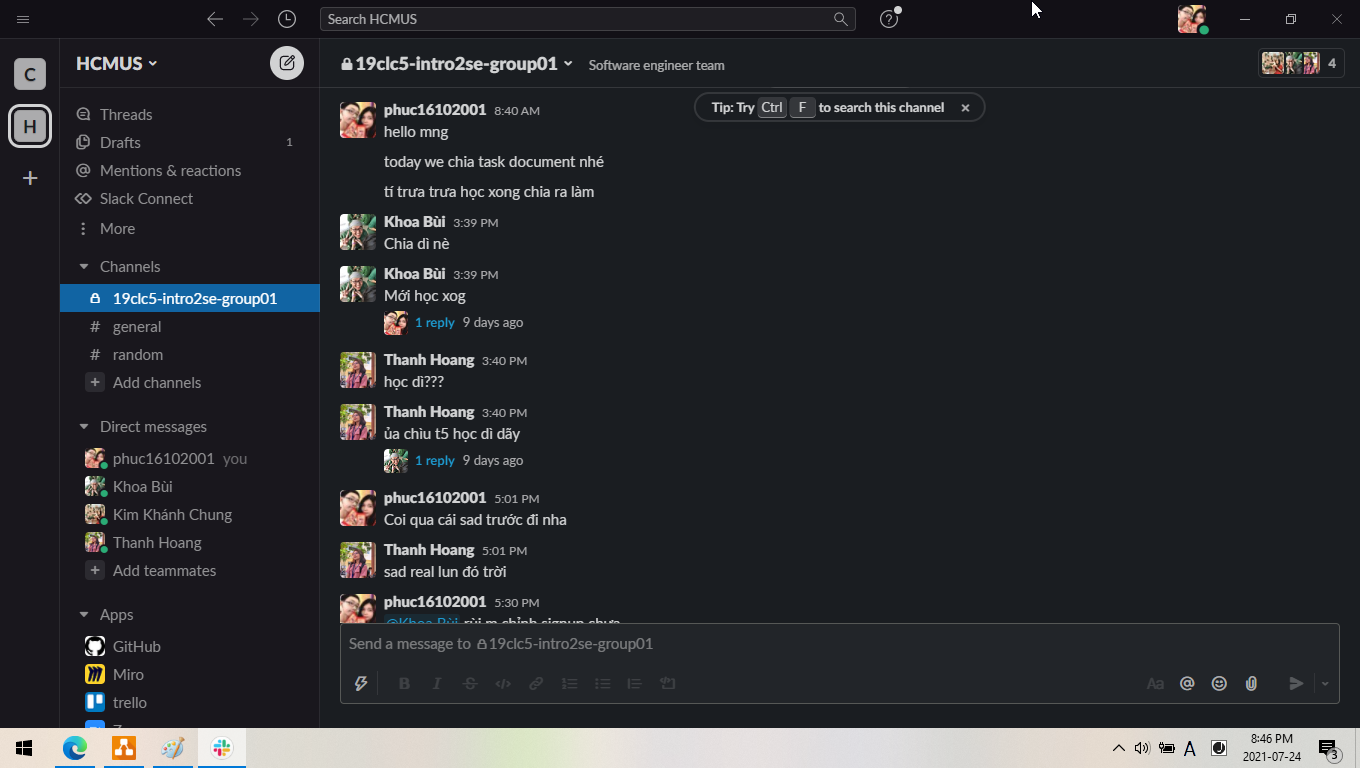 Search HCMUS
C
HCMUS
19clc5-intro2se-group01
Software engineer team
4
H
Threads
Drafts
1
Mentions & reactions
Slack Connect
More
Channels
19clc5-intro2se-group01
general
random
Add channels
Direct messages
phuc16102001 you
Khoa Bùi
Kim Khánh Chung
Thanh Hoang
Add teammates
Apps
GitHub
Miro
trello
Tip: Try Ctrl F to search this channel
phuc16102001 8:40 AM
hello mng
today we chia task document nhé
tí trưa trưa học xong chia ra làm
Khoa Bùi 3:39 PM
Chia dì nè
Khoa Bùi 3:39 PM
Mới học xog
1 reply 9 days ago
Thanh Hoang 3:40 PM
học dì???
Thanh Hoang 3:40 PM
ủa chìu t5 học dì dãy
1 reply 9 days ago
phuc16102001 5:01 PM
Coi qua cái sad trước đi nha
Thanh Hoang 5:01 PM
sad real lun đó trời
phuc16102001 5:30 PM
@Khoa Bùi rùi m chỉnh signup chưa
Send a message to 19clc5-intro2se-group01
B I S </> Aa @
A
8:46 PM
2021-07-24
3